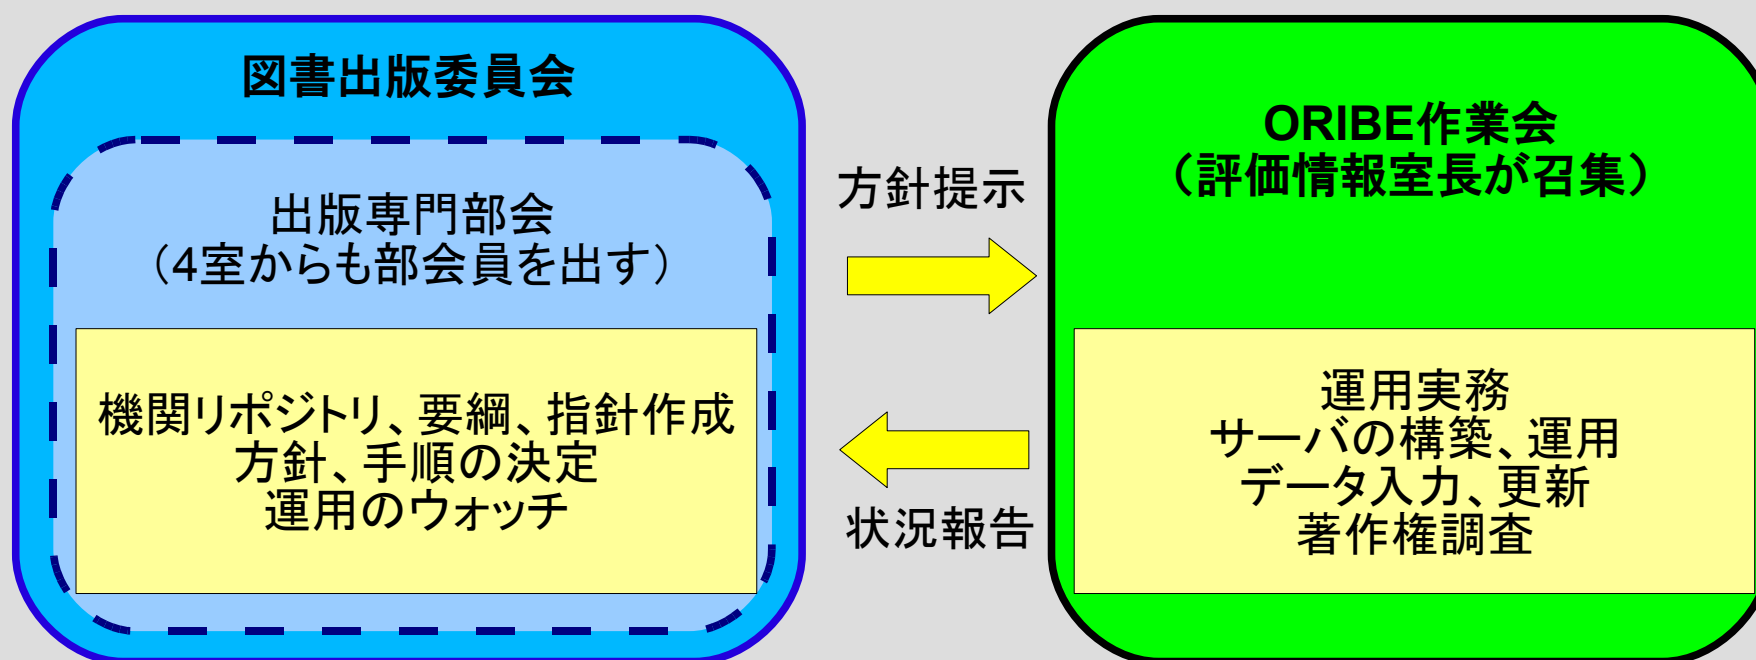 図書出版委員会
出版専門部会
（4室からも部会員を出す）
機関リポジトリ、要綱、指針作成
方針、手順の決定
運用のウォッチ
方針提示
状況報告
ORIBE作業会
（評価情報室長が召集）
運用実務
サーバの構築、運用
データ入力、更新
著作権調査